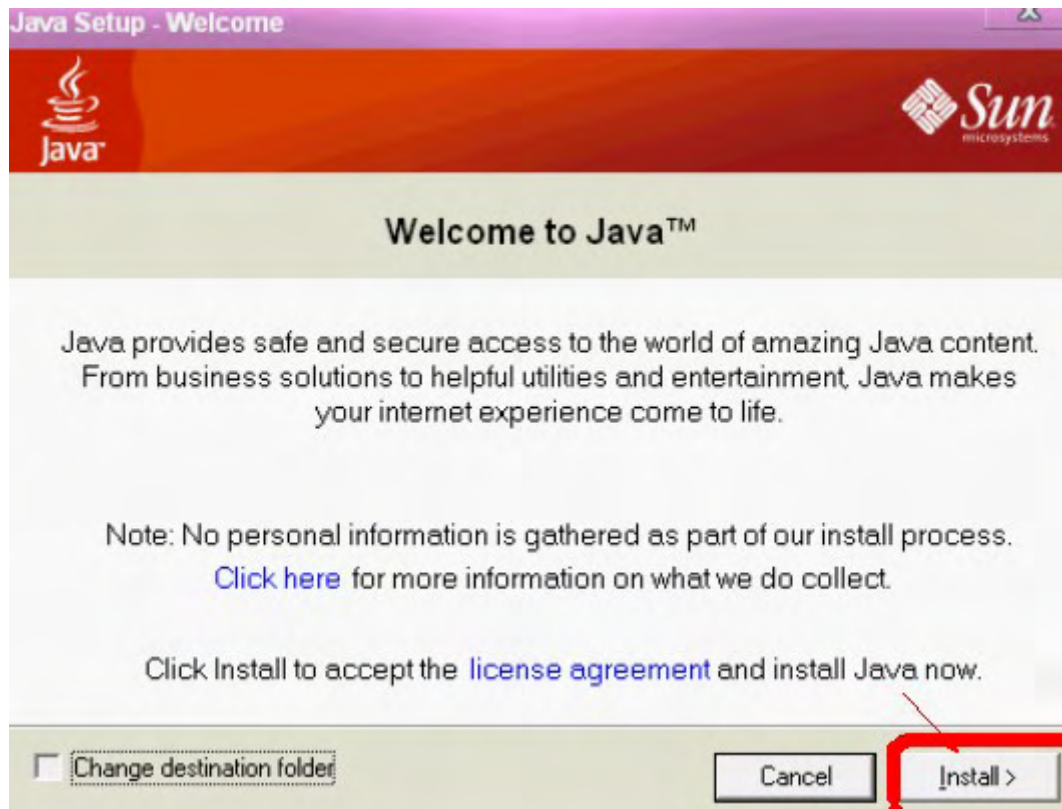 Java Setup - Welcome
Java™
Sun
microsystems
Welcome to Java™
Java provides safe and secure access to the world of amazing Java content.
From business solutions to helpful utilities and entertainment, Java makes
your internet experience come to life.
Note: No personal information is gathered as part of our install process.
Click here for more information on what we do collect.
Click Install to accept the license agreement and install Java now.
Change destination folder
Cancel
Install >